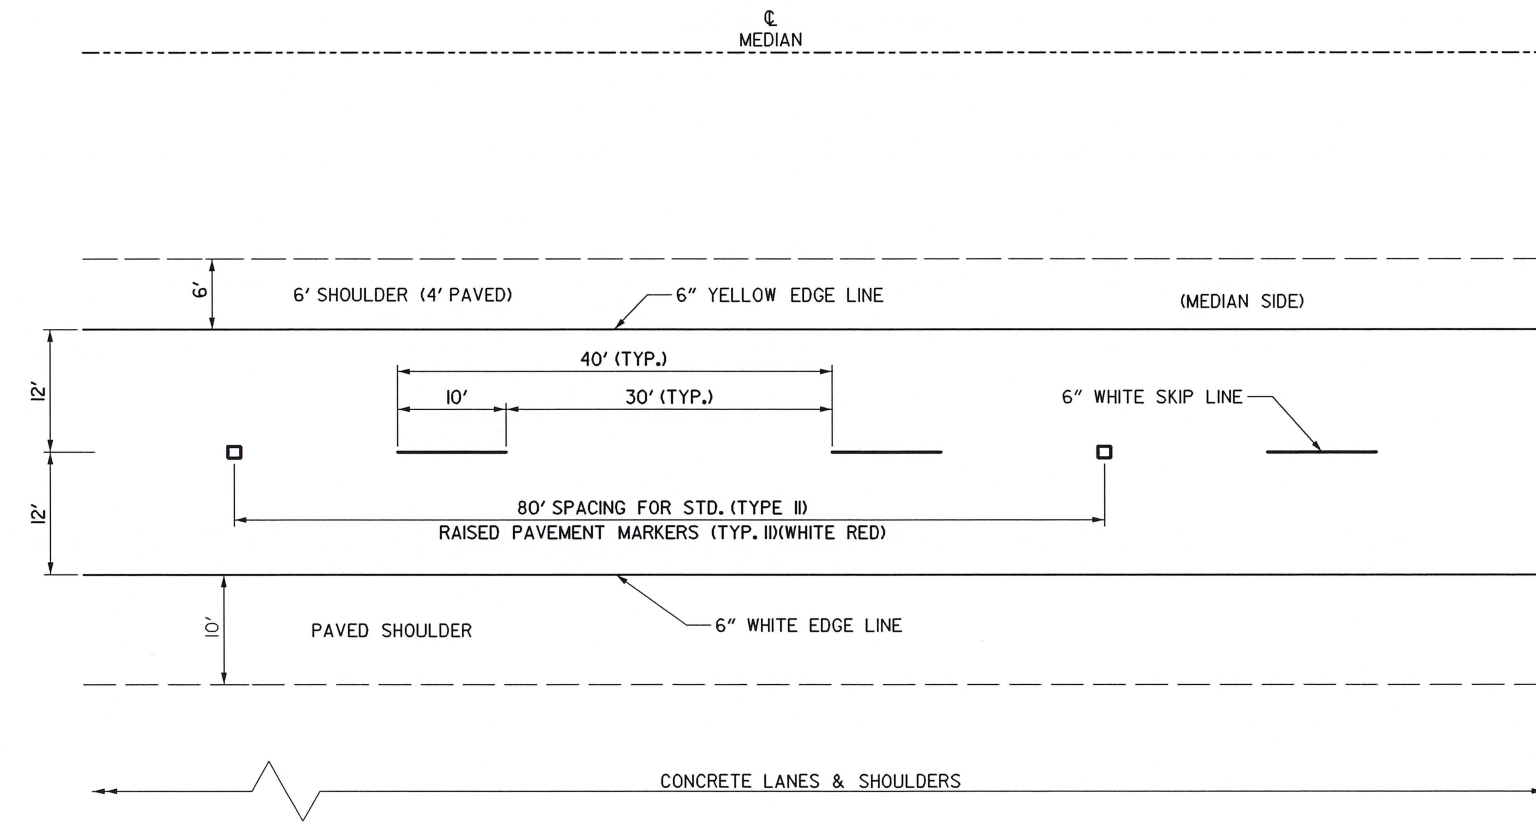 ℄
MEDIAN
6'
6' SHOULDER (4' PAVED)
6" YELLOW EDGE LINE
(MEDIAN SIDE)
40' (TYP.)
12'
10'
30' (TYP.)
6" WHITE SKIP LINE
12'
80' SPACING FOR STD. (TYPE II)
RAISED PAVEMENT MARKERS (TYP. II)(WHITE RED)
10'
PAVED SHOULDER
6" WHITE EDGE LINE
CONCRETE LANES & SHOULDERS